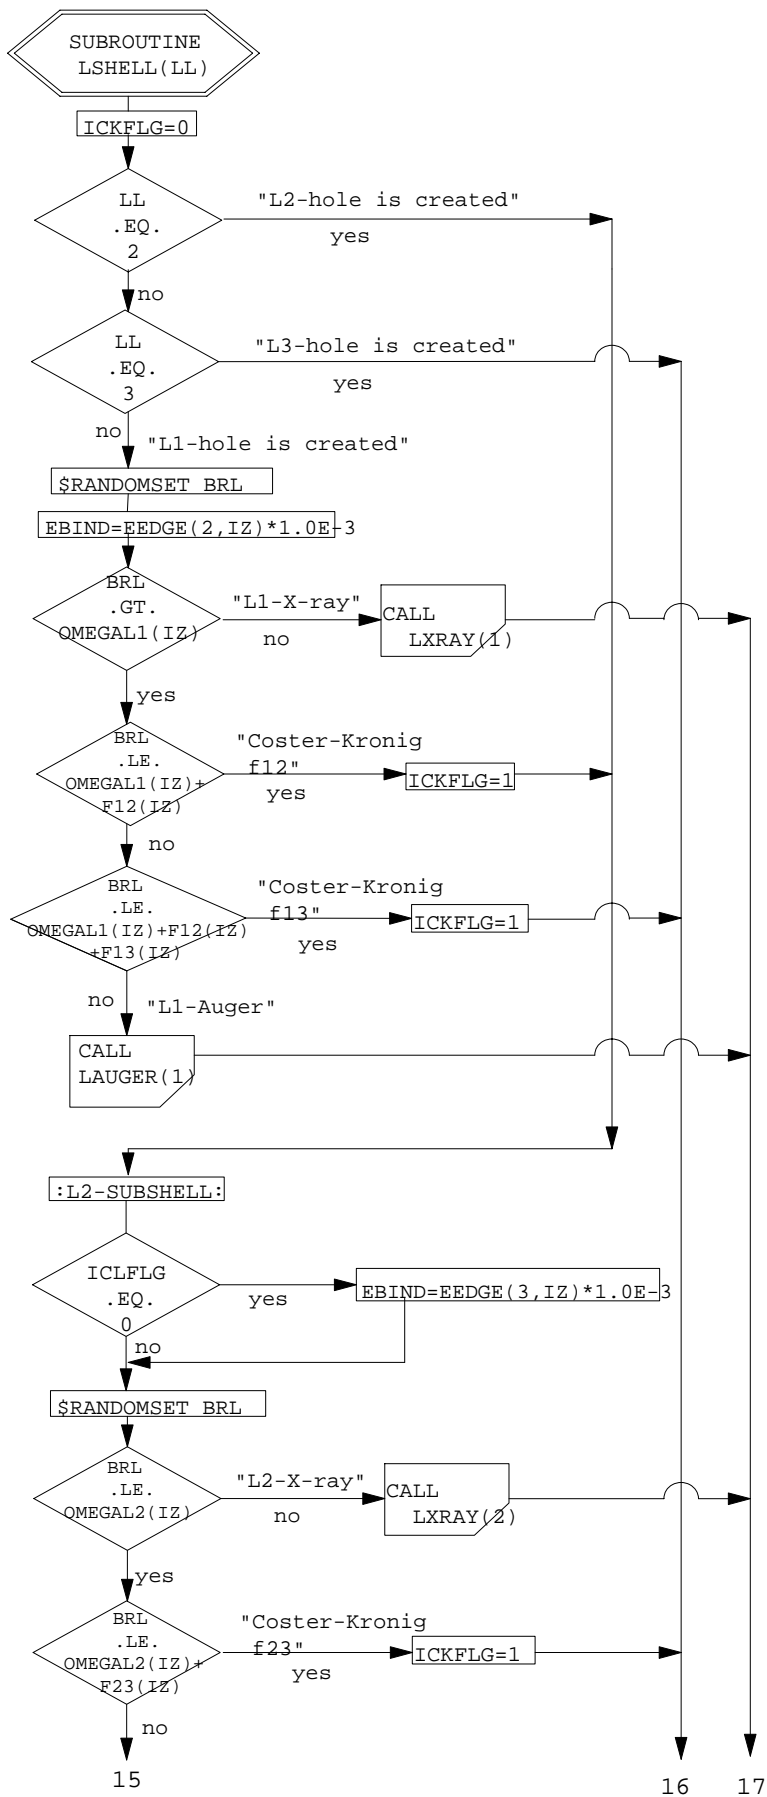 SUBROUTINE
LSHELL(LL)
ICKFLG=0
LL
.EQ.
2
"L2-hole is created"
yes
no
LL
.EQ.
3
"L3-hole is created"
yes
no
"L1-hole is created"
$RANDOMSET BRL
EBIND=EEDGE(2,IZ)*1.0E-3
BRL
.GT.
OMEGAL1(IZ)
"L1-X-ray"
no
CALL
LXRAY(1)
yes
BRL
.LE.
OMEGAL1(IZ)+
F12(IZ)
"Coster-Kronig
f12"
yes
ICKFLG=1
no
BRL
.LE.
OMEGAL1(IZ)+F12(IZ)
+F13(IZ)
"Coster-Kronig
f13"
yes
ICKFLG=1
no
"L1-Auger"
CALL
LAUGER(1)
:L2-SUBSHELL:
ICLFLG
.EQ.
0
yes
EBIND=EEDGE(3,IZ)*1.0E-3
no
$RANDOMSET BRL
BRL
.LE.
OMEGAL2(IZ)
"L2-X-ray"
no
CALL
LXRAY(2)
yes
BRL
.LE.
OMEGAL2(IZ)+
F23(IZ)
"Coster-Kronig
f23"
yes
ICKFLG=1
no
15
16
17